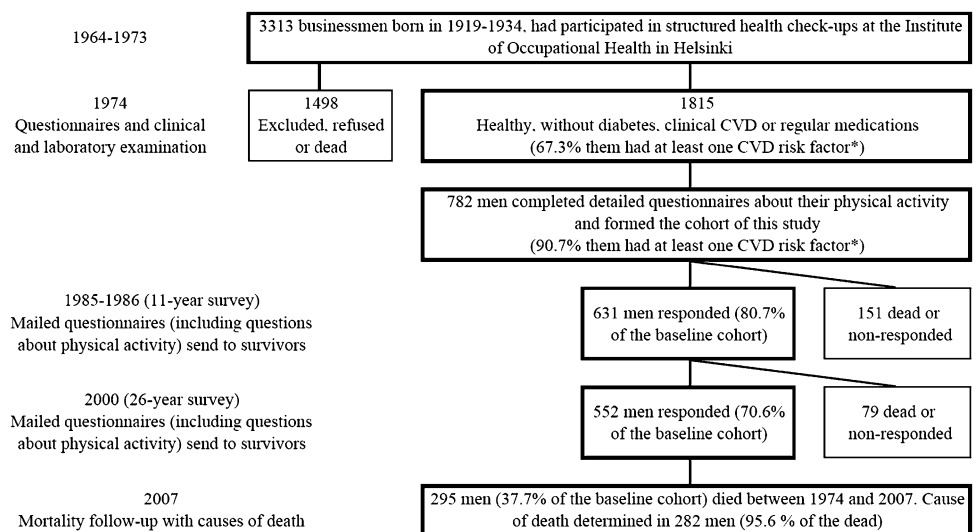 1964-1973
3313 businessmen born in 1919-1934, had participated in structured health check-ups at the Institute
of Occupational Health in Helsinki
1974
Questionnaires and clinical
and laboratory examination
1498
Excluded, refused
or dead
1815
Healthy, without diabetes, clinical CVD or regular medications
(67.3% them had at least one CVD risk factor*)
782 men completed detailed questionnaires about their physical activity
and formed the cohort of this study
(90.7% them had at least one CVD risk factor*)
1985-1986 (11-year survey)
Mailed questionnaires (including questions
about physical activity) send to survivors
631 men responded (80.7%
of the baseline cohort)
151 dead or
non-responded
2000 (26-year survey)
Mailed questionnaires (including questions
about physical activity) send to survivors
552 men responded (70.6%
of the baseline cohort)
79 dead or
non-responded
2007
Mortality follow-up with causes of death
295 men (37.7% of the baseline cohort) died between 1974 and 2007. Cause
of death determined in 282 men (95.6 % of the dead)